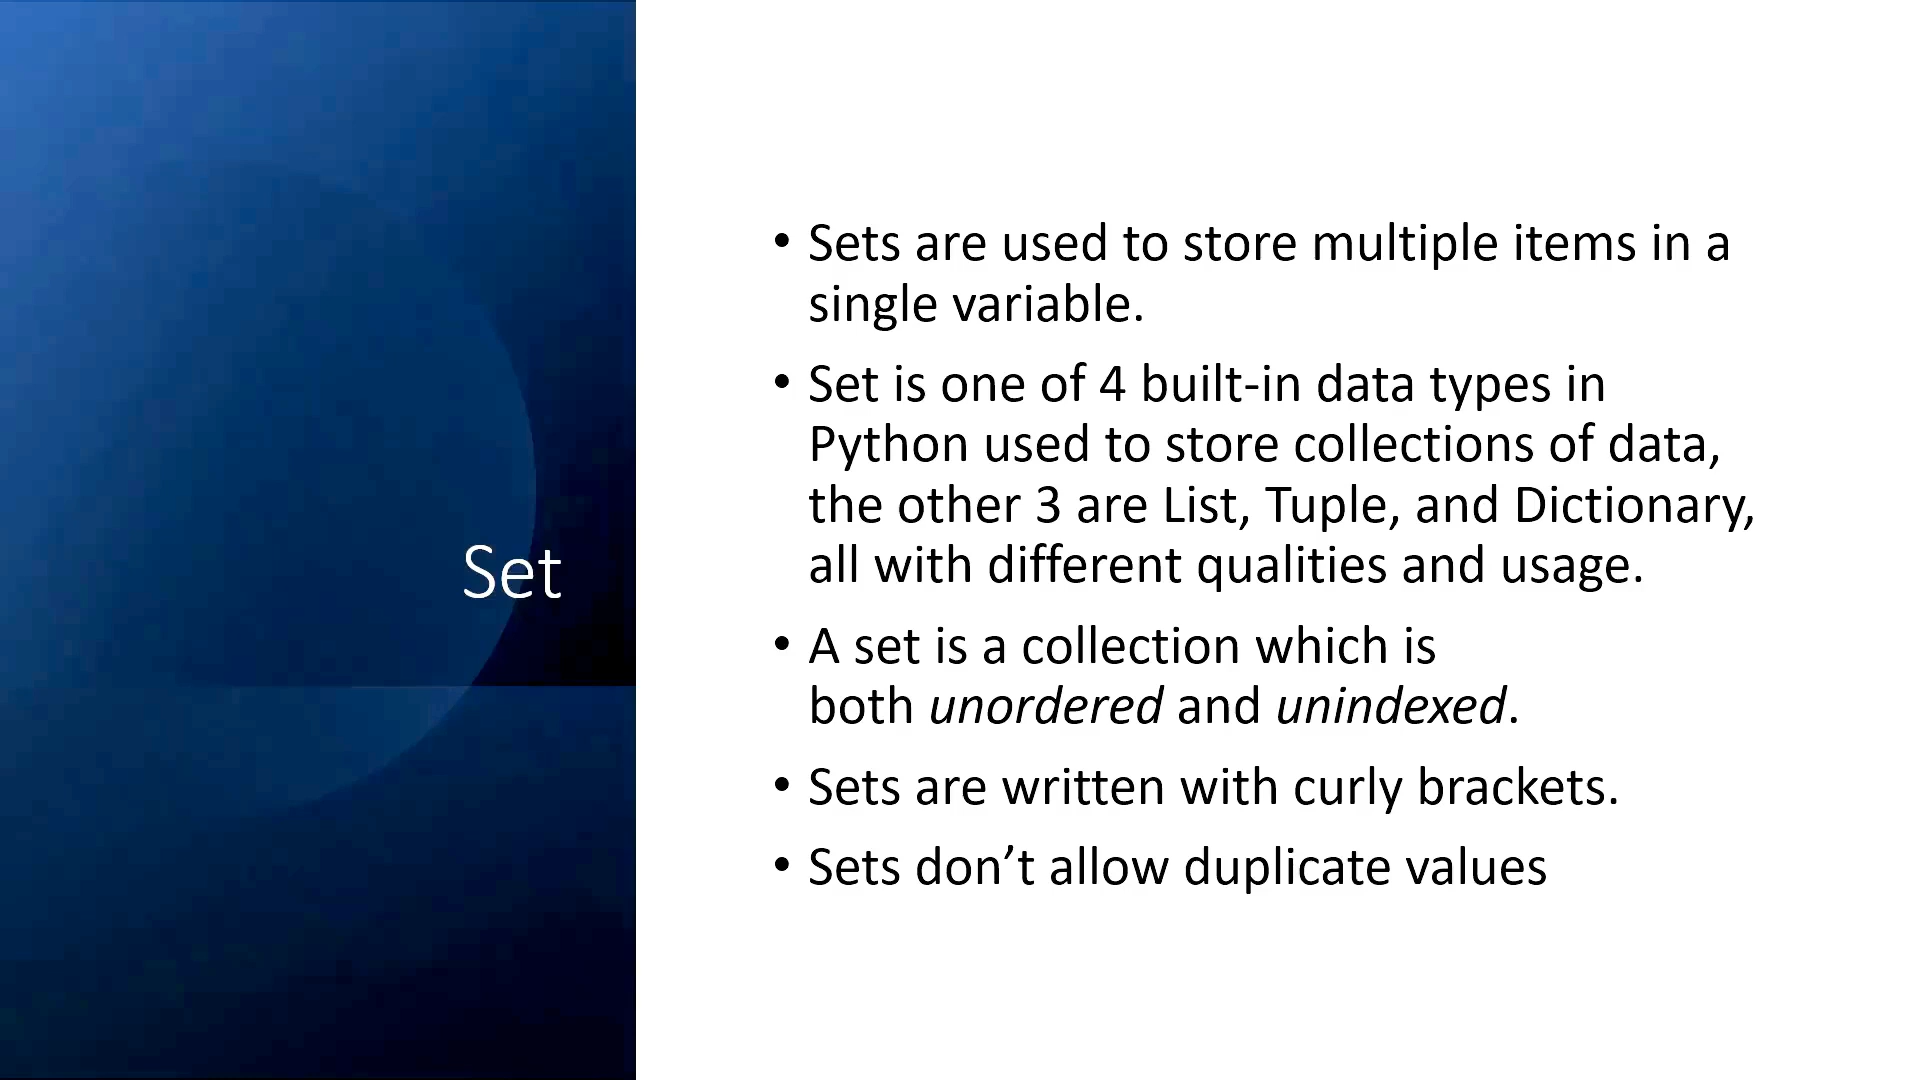 Set
• Sets are used to store multiple items in a
single variable.
• Set is one of 4 built-in data types in
Python used to store collections of data,
the other 3 are List, Tuple, and Dictionary,
all with different qualities and usage.
• A set is a collection which is
both unordered and unindexed.
• Sets are written with curly brackets.
• Sets don’t allow duplicate values